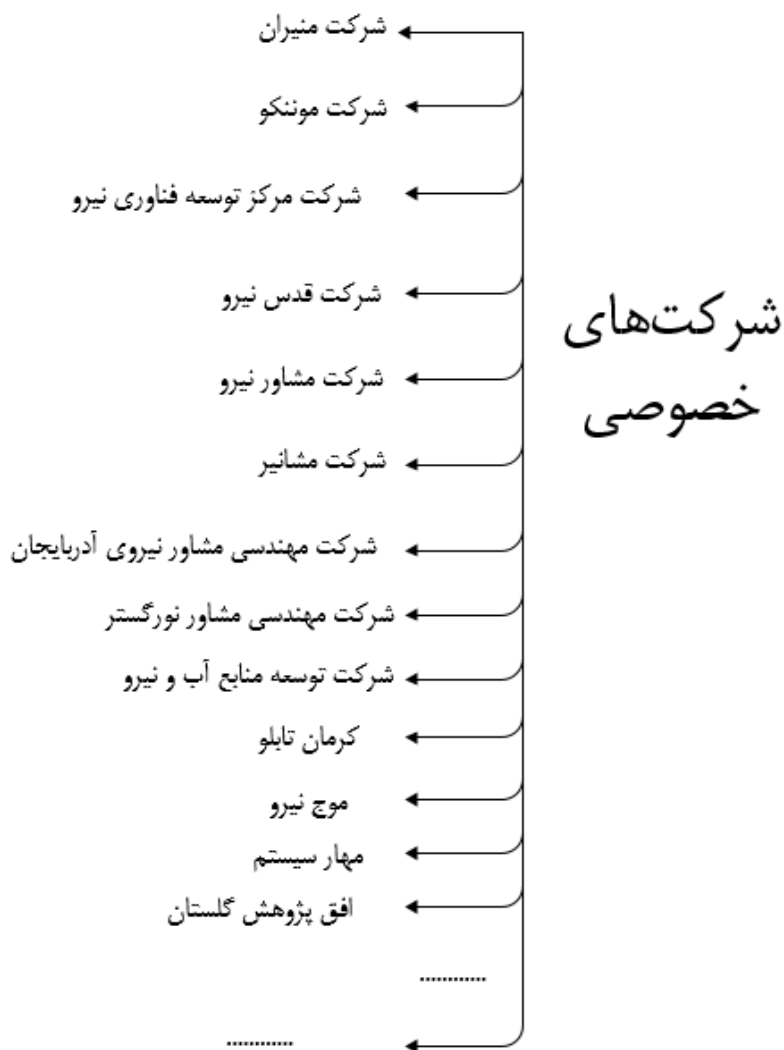 شرکت‌های
خصوصی
شرکت منیران
شرکت موننکو
شرکت مرکز توسعه فناوری نیرو
شرکت قدس نیرو
شرکت مشاور نیرو
شرکت مشانیر
شرکت مهندسی مشاور نیروی آدربایجان
شرکت مهندسی مشاور نورگستر
شرکت توسعه منابع آب و نیرو
کرمان تابلو
موج نیرو
مهار سیستم
افق پژوهش گلستان
............
............